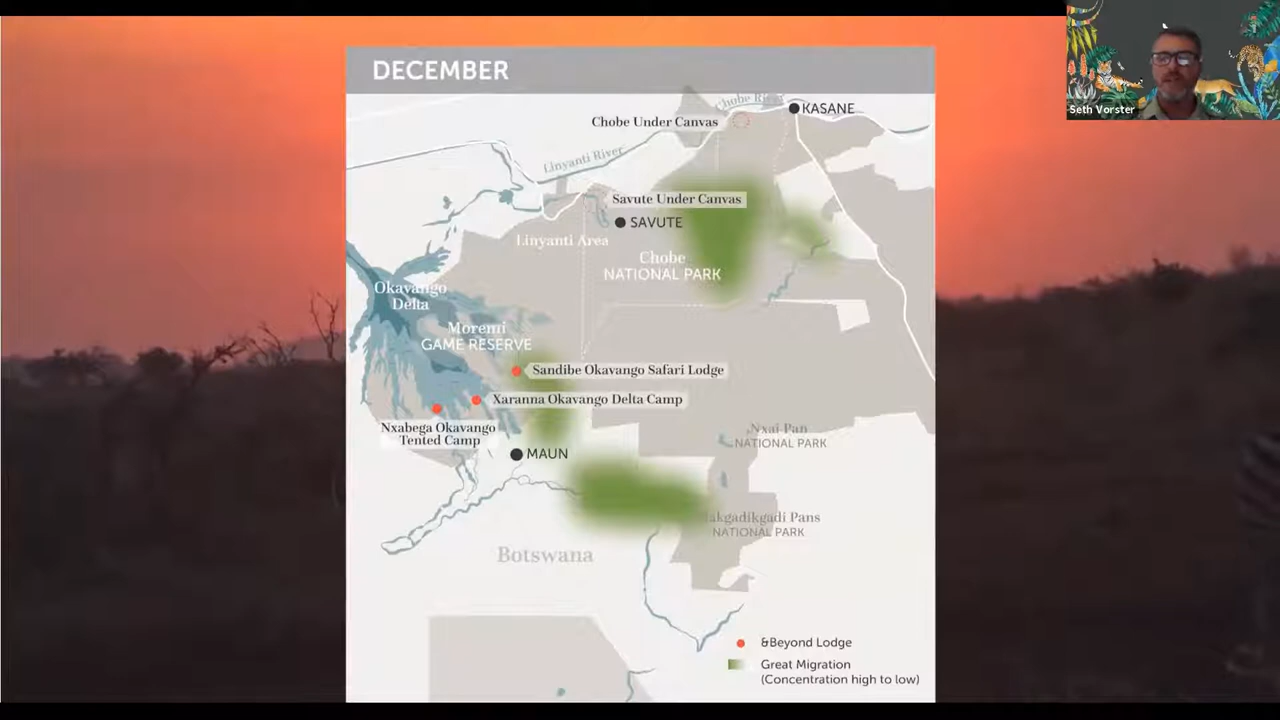 DECEMBER
Seth Vorster
Chobe River
KASANE
Chobe Under Canvas
Linyanti River
Savute Under Canvas
SAVUTE
Linyanti Area
Chobe
NATIONAL PARK
Okavango
Delta
Moremi
GAME RESERVE
Sandibe Okavango Safari Lodge
Xaranna Okavango Delta Camp
Nxabega Okavango
Tented Camp
Nxai Pan
NATIONAL PARK
MAUN
Makgadikgadi Pans
NATIONAL PARK
Botswana
&Beyond Lodge
Great Migration
(Concentration high to low)